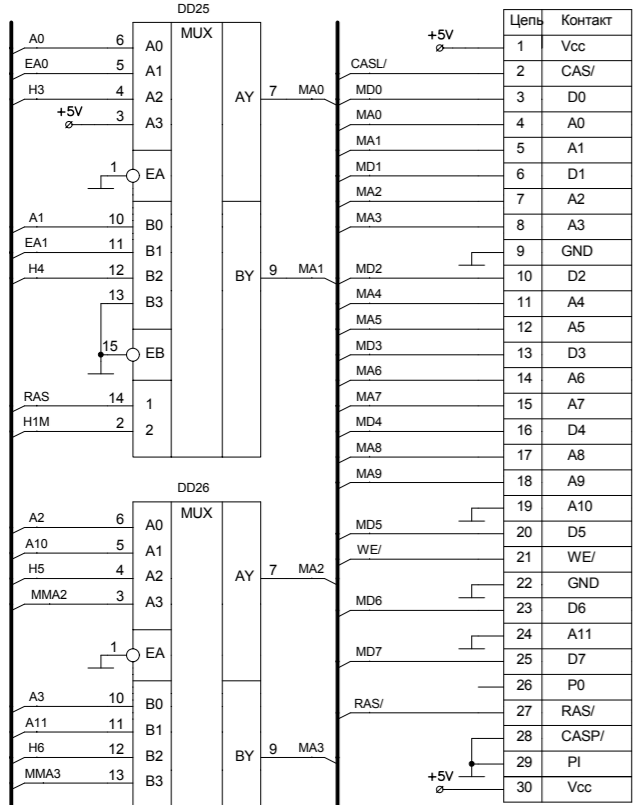 DD25
MUX
A0 6 A0
EA0 5 A1
H3 4 A2
+5V 3 A3
AY 7 MA0
1 EA
A1 10 B0
EA1 11 B1
H4 12 B2
13 B3
BY 9 MA1
15 EB
RAS 14 1
H1M 2 2
DD26
MUX
A2 6 A0
A10 5 A1
H5 4 A2
MMA2 3 A3
AY 7 MA2
1 EA
A3 10 B0
A11 11 B1
H6 12 B2
MMA3 13 B3
BY 9 MA3
Цепь Контакт
+5V 1 Vcc
CASL/ 2 CAS/
MD0 3 D0
MA0 4 A0
MA1 5 A1
MD1 6 D1
MA2 7 A2
MA3 8 A3
9 GND
MD2 10 D2
MA4 11 A4
MA5 12 A5
MD3 13 D3
MA6 14 A6
MA7 15 A7
MD4 16 D4
MA8 17 A8
MA9 18 A9
19 A10
MD5 20 D5
WE/ 21 WE/
22 GND
MD6 23 D6
24 A11
MD7 25 D7
26 P0
RAS/ 27 RAS/
28 CASP/
29 PI
+5V 30 Vcc